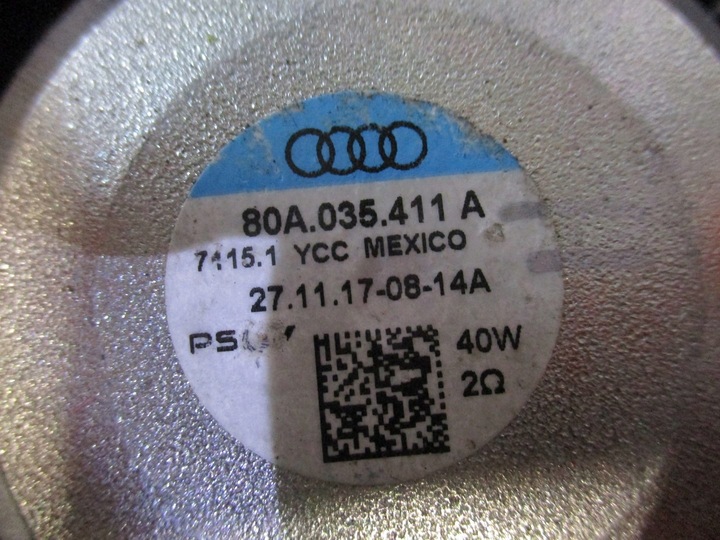 80A.035.411 A
7115.1 YCC MEXICO
27.11.17-08-14A
40W
2Ω